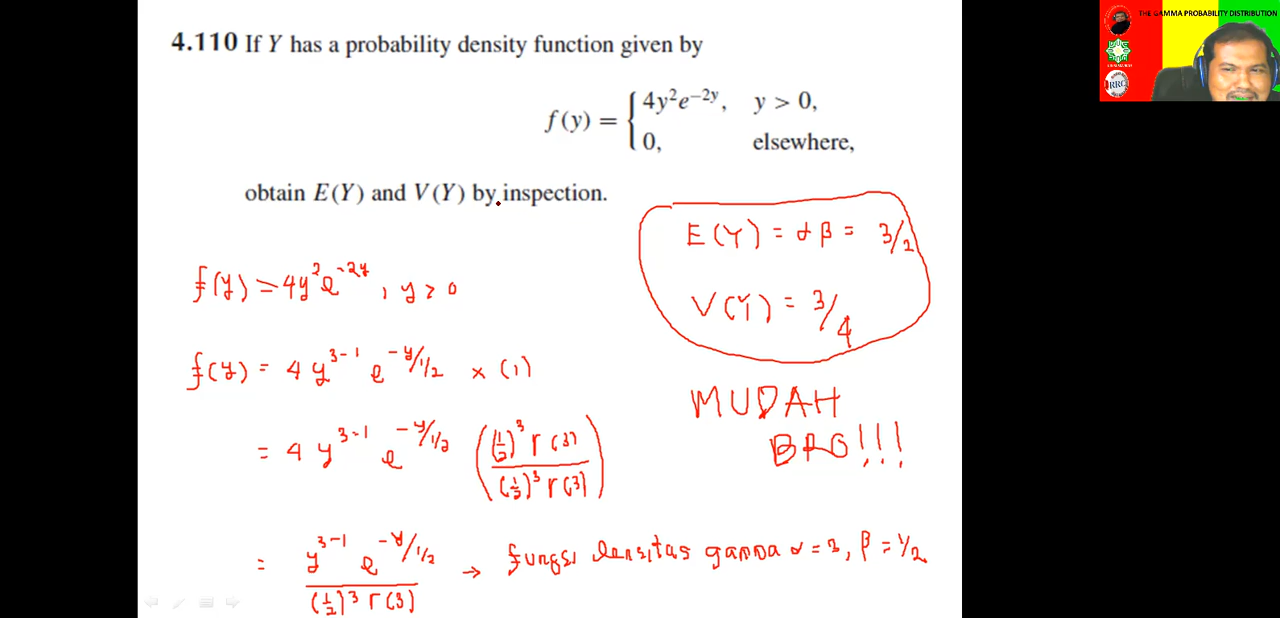 THE GAMMA PROBABILITY DISTRIBUTION
RRC
4.110 If Y has a probability density function given by
f(y) = { 4y²e⁻²ʸ, y > 0,
0, elsewhere,
obtain E(Y) and V(Y) by inspection.
f(y) = 4y² e^{-2y}, y > 0
f(y) = 4 y^{3-1} e^{-y/1/2} × (1)
= 4 y^{3-1} e^{-y/1/2} ( (1/2)³ Γ(3) / (1/2)³ Γ(3) )
= y^{3-1} e^{-y/1/2} / (1/2)³ Γ(3) → fungsi densitas gamma α = 3, β = 1/2
E(Y) = αβ = 3/2
V(Y) = 3/4
MUDAH
BRO!!!